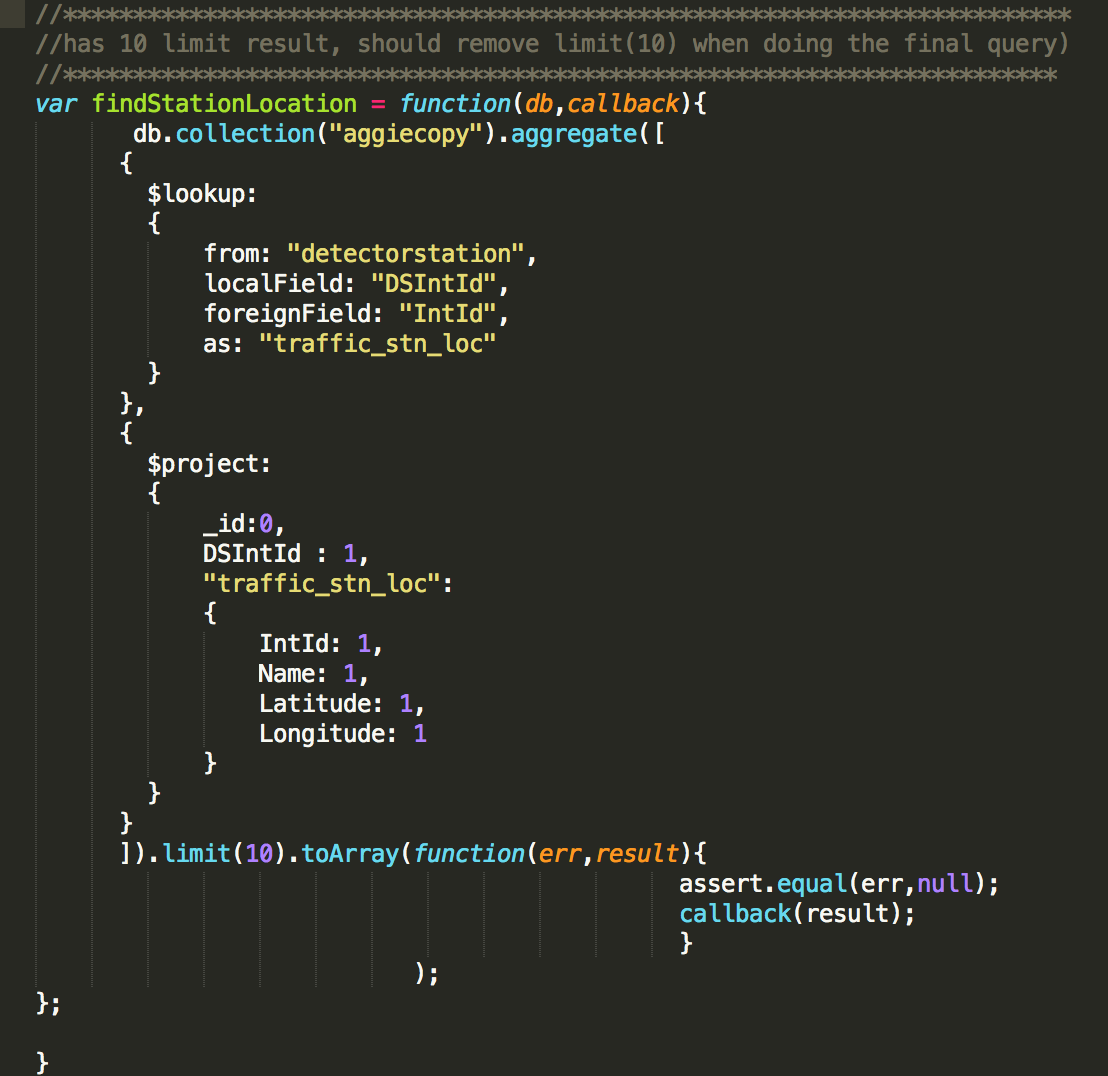 //***********************************************************************
//has 10 limit result, should remove limit(10) when doing the final query)
//**********************************************************************
var findStationLocation = function(db,callback){
db.collection("aggiecopy").aggregate([
{
$lookup:
{
from: "detectorstation",
localField: "DSIntId",
foreignField: "IntId",
as: "traffic_stn_loc"
}
},
{
$project:
{
_id:0,
DSIntId : 1,
"traffic_stn_loc":
{
IntId: 1,
Name: 1,
Latitude: 1,
Longitude: 1
}
}
}
]).limit(10).toArray(function(err,result){
assert.equal(err,null);
callback(result);
}
);
};
}